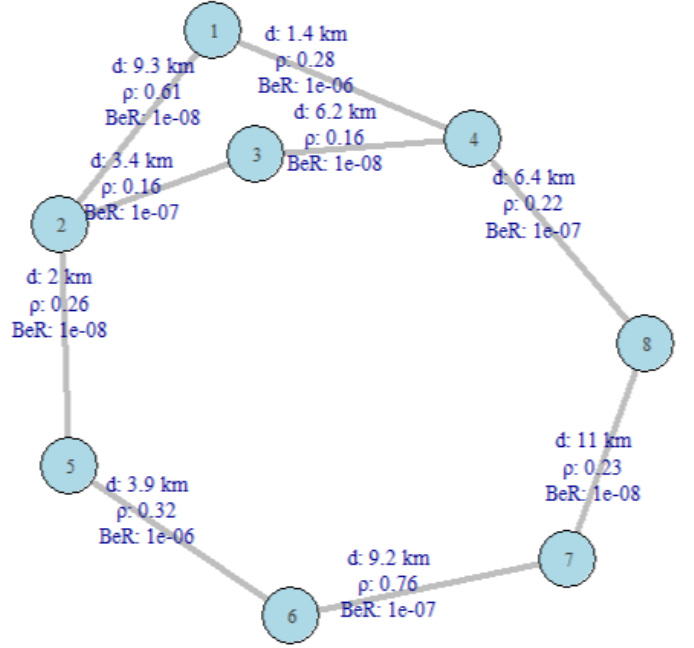 1
d: 1.4 km
ρ: 0.28
BeR: 1e-06
d: 9.3 km
ρ: 0.61
BeR: 1e-08
d: 6.2 km
ρ: 0.16
BeR: 1e-08
4
3
d: 3.4 km
ρ: 0.16
BeR: 1e-07
d: 6.4 km
ρ: 0.22
BeR: 1e-07
2
d: 2 km
ρ: 0.26
BeR: 1e-08
8
d: 11 km
ρ: 0.23
BeR: 1e-08
5
d: 3.9 km
ρ: 0.32
BeR: 1e-06
d: 9.2 km
ρ: 0.76
BeR: 1e-07
7
6